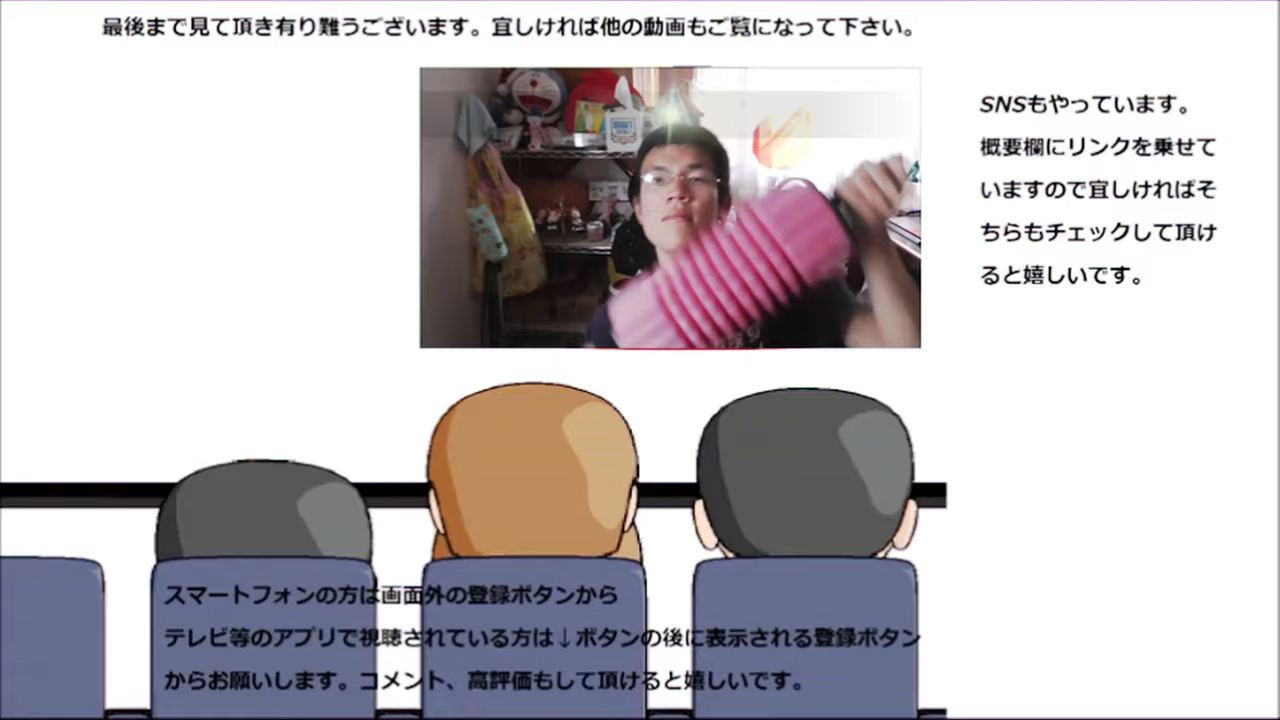 最後まで見て頂き有り難うございます。宜しければ他の動画もご覧になって下さい。
SNSもやっています。
概要欄にリンクを乗せて
いますので宜しければそ
ちらもチェックして頂け
ると嬉しいです。
スマートフォンの方は画面外の登録ボタンから
テレビ等のアプリで視聴されている方は↓ボタンの後に表示される登録ボタン
からお願いします。コメント、高評価もして頂けると嬉しいです。